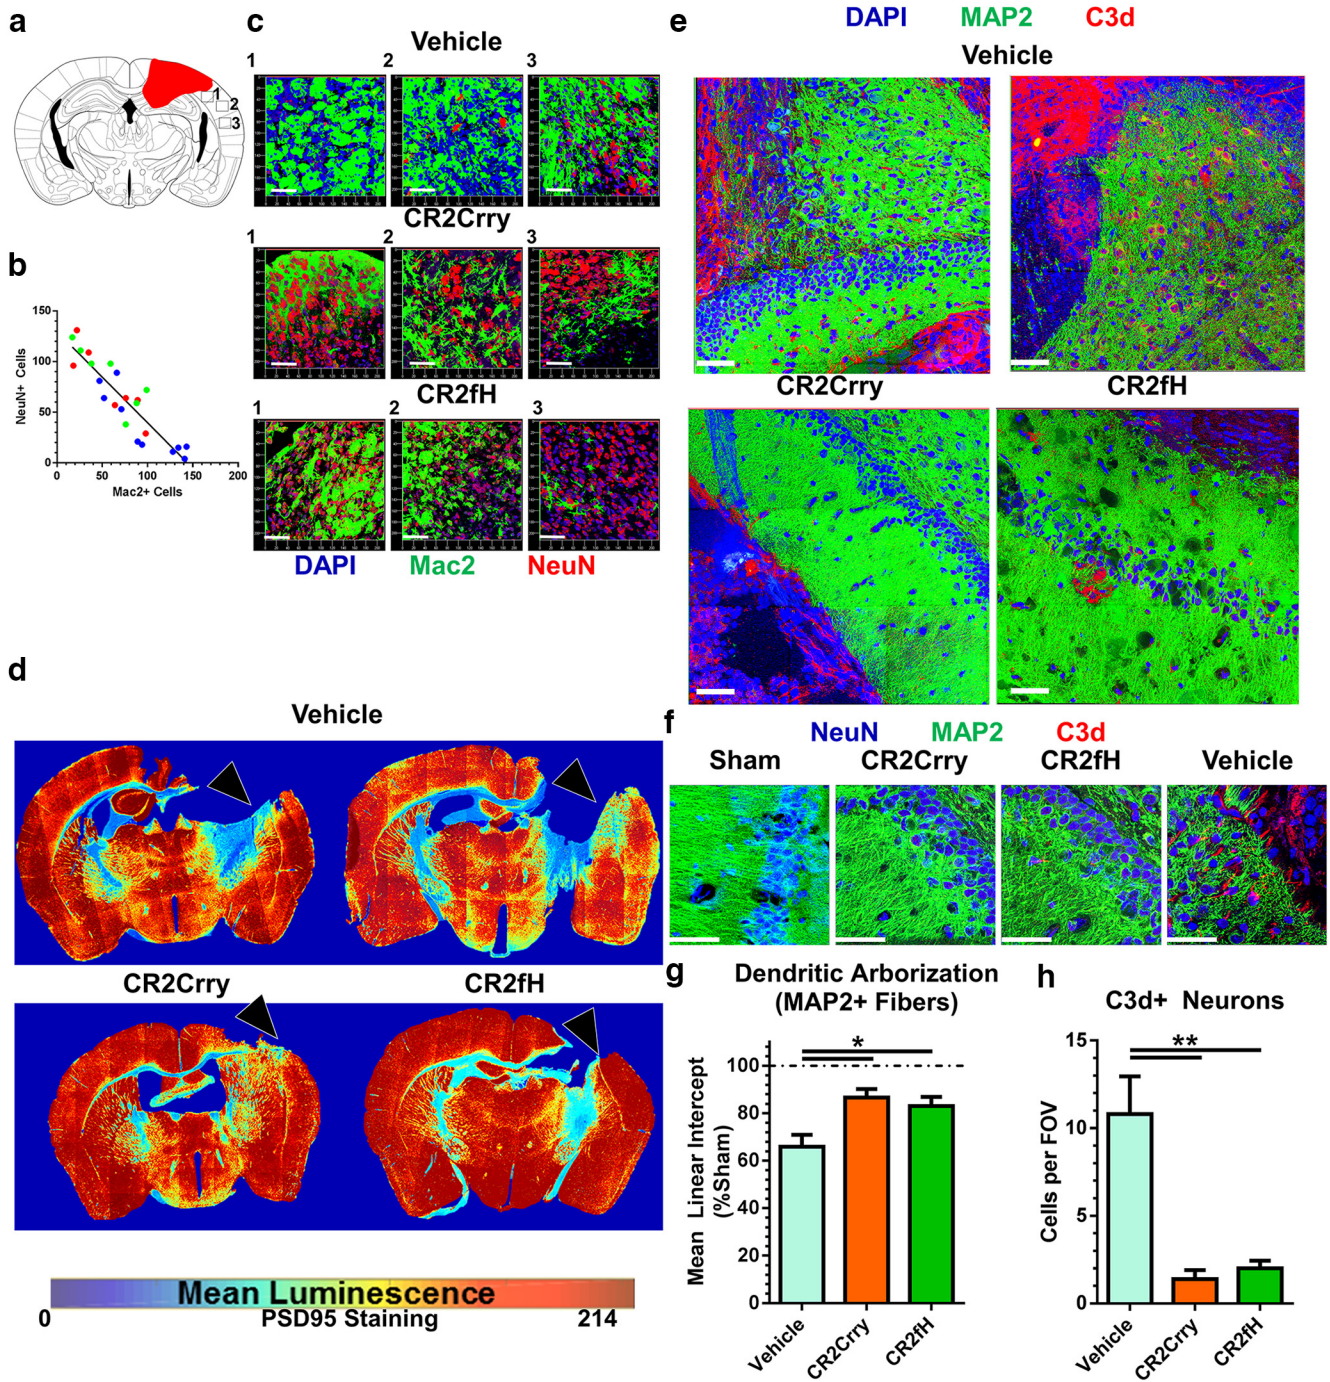 a
1
2
3
b
150
100
50
0
NeuN+ Cells
0 50 100 150 200
Mac2+ Cells
c
Vehicle
1 2 3
CR2Crry
1 2 3
CR2fH
1 2 3
DAPI Mac2 NeuN
d
Vehicle
CR2Crry CR2fH
Mean Luminescence
0 PSD95 Staining 214
e
DAPI MAP2 C3d
Vehicle
CR2Crry CR2fH
f
NeuN MAP2 C3d
Sham CR2Crry CR2fH Vehicle
g
Dendritic Arborization
(MAP2+ Fibers)
Mean Linear Intercept
(%Sham)
*
100
80
60
40
20
0
Vehicle
CR2Crry
CR2fH
h
C3d+ Neurons
Cells per FOV
**
15
10
5
0
Vehicle
CR2Crry
CR2fH